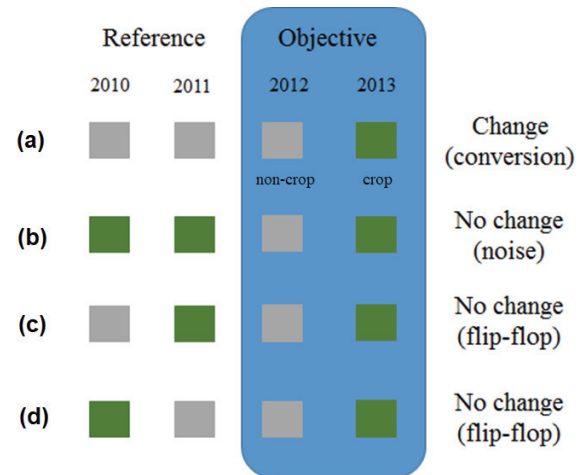 Reference Objective
2010 2011 2012 2013
(a) Change
(conversion)
non-crop crop
(b) No change
(noise)
(c) No change
(flip-flop)
(d) No change
(flip-flop)